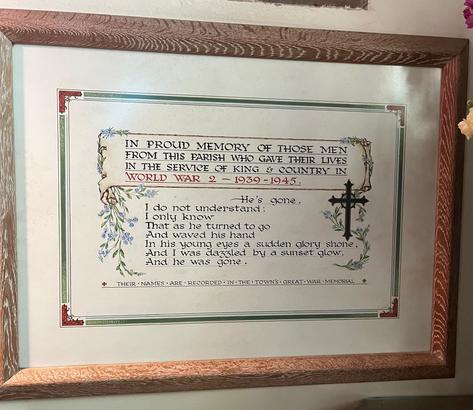 IN PROUD MEMORY OF THOSE MEN
FROM THIS PARISH WHO GAVE THEIR LIVES
IN THE SERVICE OF KING & COUNTRY IN
WORLD WAR 2 – 1939-1945.
—He's gone.
I do not understand:
I only know
That as he turned to go
And waved his hand
In his young eyes a sudden glory shone,
And I was dazzled by a sunset glow,
And he was gone.
THEIR · NAMES · ARE · RECORDED · IN · THE · TOWN'S · GREAT · WAR · MEMORIAL